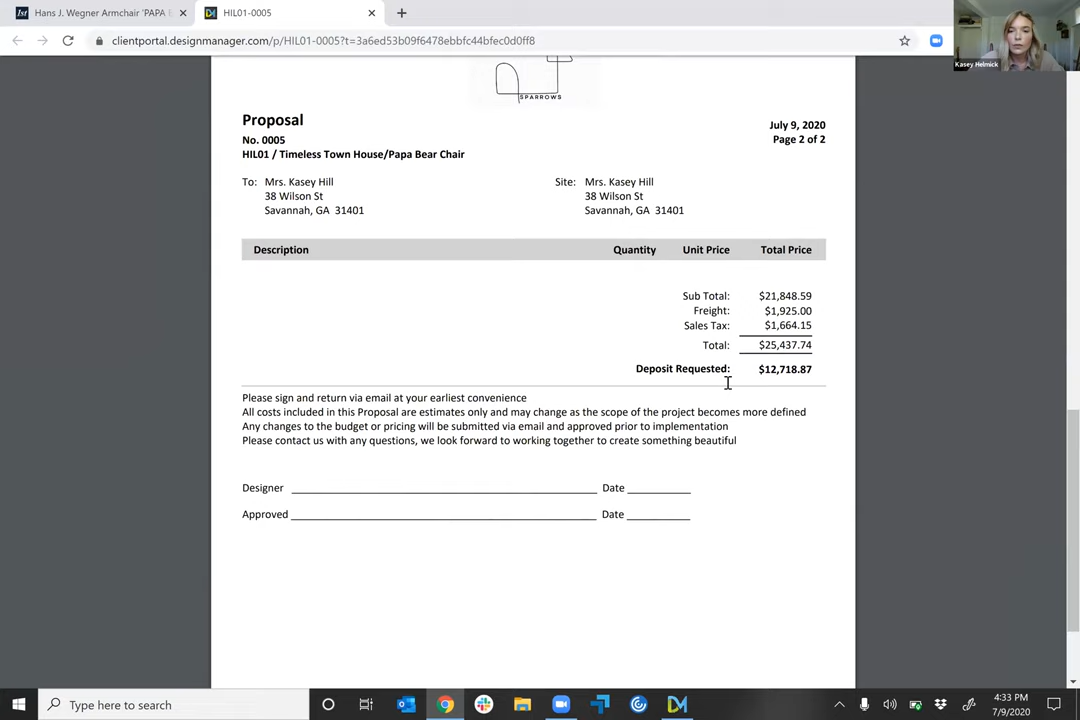 1st Hans J. Wegner Armchair 'PAPA B
HIL01-0005
clientportal.designmanager.com/p/HIL01-0005?t=3a6ed53b09f6478ebbfc44bfec0d0ff8
Kasey Helmick
SPARROWS
Proposal
July 9, 2020
No. 0005
Page 2 of 2
HIL01 / Timeless Town House/Papa Bear Chair
To: Mrs. Kasey Hill
38 Wilson St
Savannah, GA 31401
Site: Mrs. Kasey Hill
38 Wilson St
Savannah, GA 31401
Description Quantity Unit Price Total Price
Sub Total: $21,848.59
Freight: $1,925.00
Sales Tax: $1,664.15
Total: $25,437.74
Deposit Requested: $12,718.87
Please sign and return via email at your earliest convenience
All costs included in this Proposal are estimates only and may change as the scope of the project becomes more defined
Any changes to the budget or pricing will be submitted via email and approved prior to implementation
Please contact us with any questions, we look forward to working together to create something beautiful
Designer Date
Approved Date
Type here to search
4:33 PM
7/9/2020